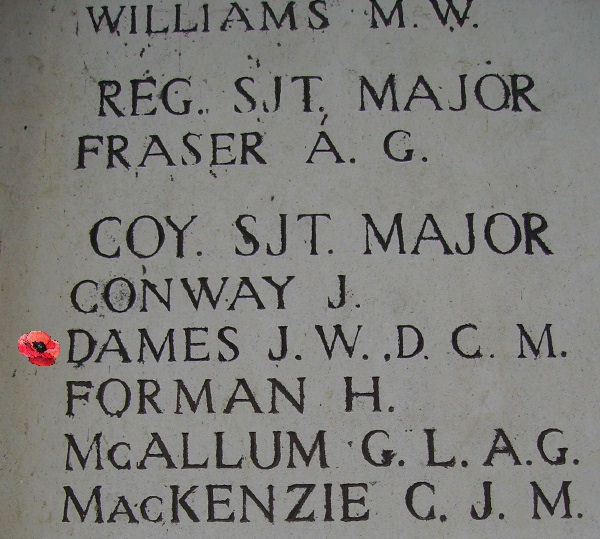 WILLIAMS M. W.
REG. SJT. MAJOR
FRASER A. G.
COY. SJT. MAJOR
CONWAY J.
DAMES J. W., D. C. M.
FORMAN H.
McALLUM G. L. A. G.
MacKENZIE C. J. M.